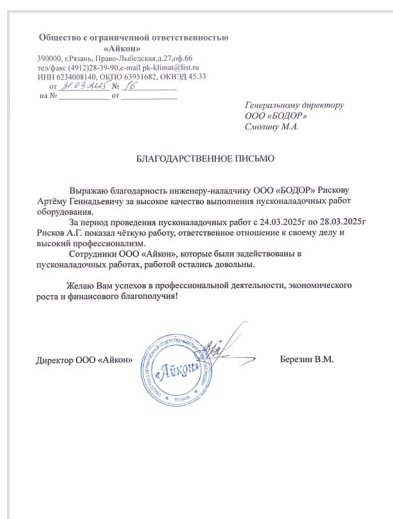 Общество с ограниченной ответственностью
«Айкон»
390000, г.Рязань, Право-Лыбедская,д.27,оф.66
тел/факс (4912)28-39-90,e-mail pk-klimat@list.ru
ИНН 6234008140, ОКПО 63951682, ОКВЭД 45.33
от 31.03.2025 № 16
на № от
Генеральному директору
ООО «БОДОР»
Смолину М.А.
БЛАГОДАРСТВЕННОЕ ПИСЬМО
Выражаю благодарность инженеру-наладчику ООО «БОДОР» Рискову
Артёму Геннадьевичу за высокое качество выполнения пусконаладочных работ
оборудования.
За период проведения пусконаладочных работ с 24.03.2025г по 28.03.2025г
Рисков А.Г. показал чёткую работу, ответственное отношение к своему делу и
высокий профессионализм.
Сотрудники ООО «Айкон», которые были задействованы в
пусконаладочных работах, работой остались довольны.
Желаю Вам успехов в профессиональной деятельности, экономического
роста и финансового благополучия!
Директор ООО «Айкон»
«Айкон»
Березин В.М.